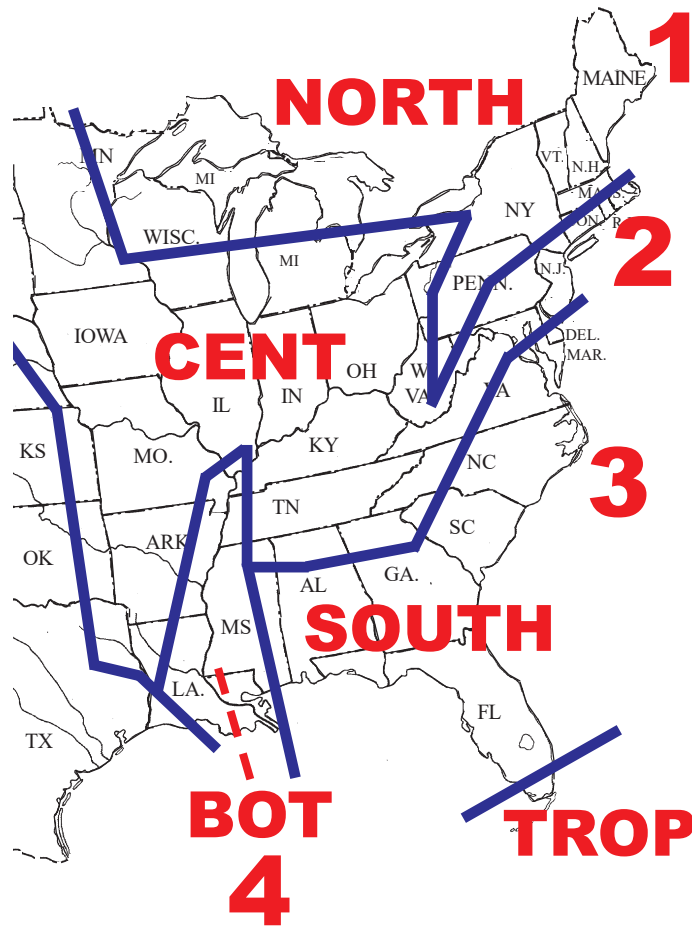 1
MAINE
NORTH
MN
MI
VT.
N.H.
MA S.
NY
WISC.
ON. R.
2
MI
PENN.
N.J.
IOWA
CENT
OH
DEL.
MAR.
W
VA
VA
IL
IN
KS
MO.
KY
NC
3
TN
OK
ARK
SC
AL
GA.
MS
SOUTH
LA.
FL
TX
BOT
TROP
4